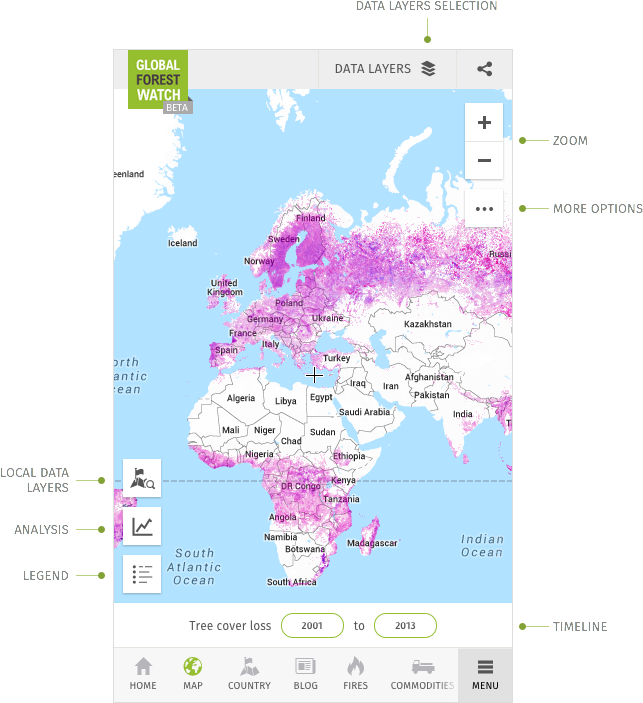 DATA LAYERS SELECTION
GLOBAL
FOREST
WATCH
BETA
DATA LAYERS
ZOOM
MORE OPTIONS
eenland
Iceland
Finland
Sweden
Norway
Russi
United
Kingdom
Poland
Germany
Ukraine
France
Kazakhstan
Italy
Spain
Turkey
orth
antic
cean
Iraq
Iran
Afghanistan
Pakistan
Algeria
Libya
Egypt
Saudi Arabia
India
T
Mali
Niger
Chad
Sudan
Nigeria
Ethiopia
LOCAL DATA
LAYERS
DR Congo
Kenya
Tanzania
Angola
ANALYSIS
Namibia
Botswana
Madagascar
South
Atlantic
Ocean
Indian
Ocean
LEGEND
South Africa
Tree cover loss 2001 to 2013
TIMELINE
HOME MAP COUNTRY BLOG FIRES COMMODITIES MENU